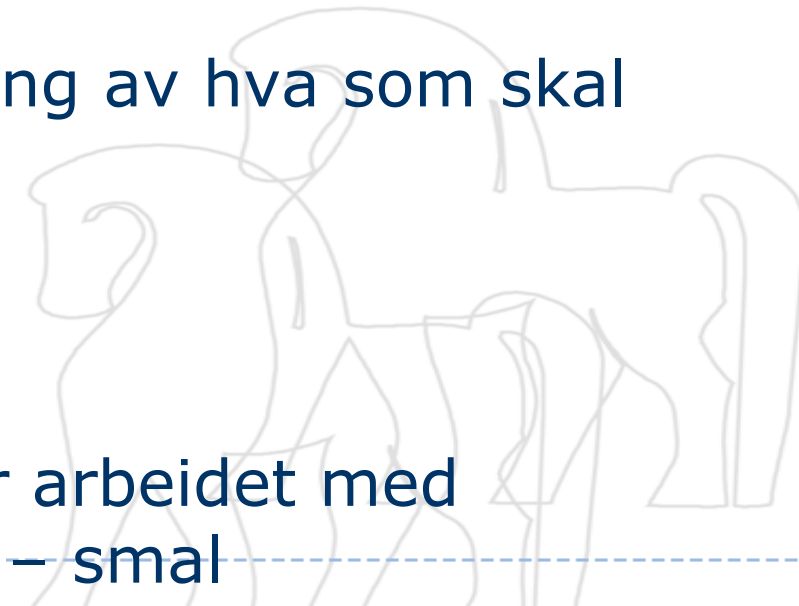 ng av hva som skal
r arbeidet med
– smal